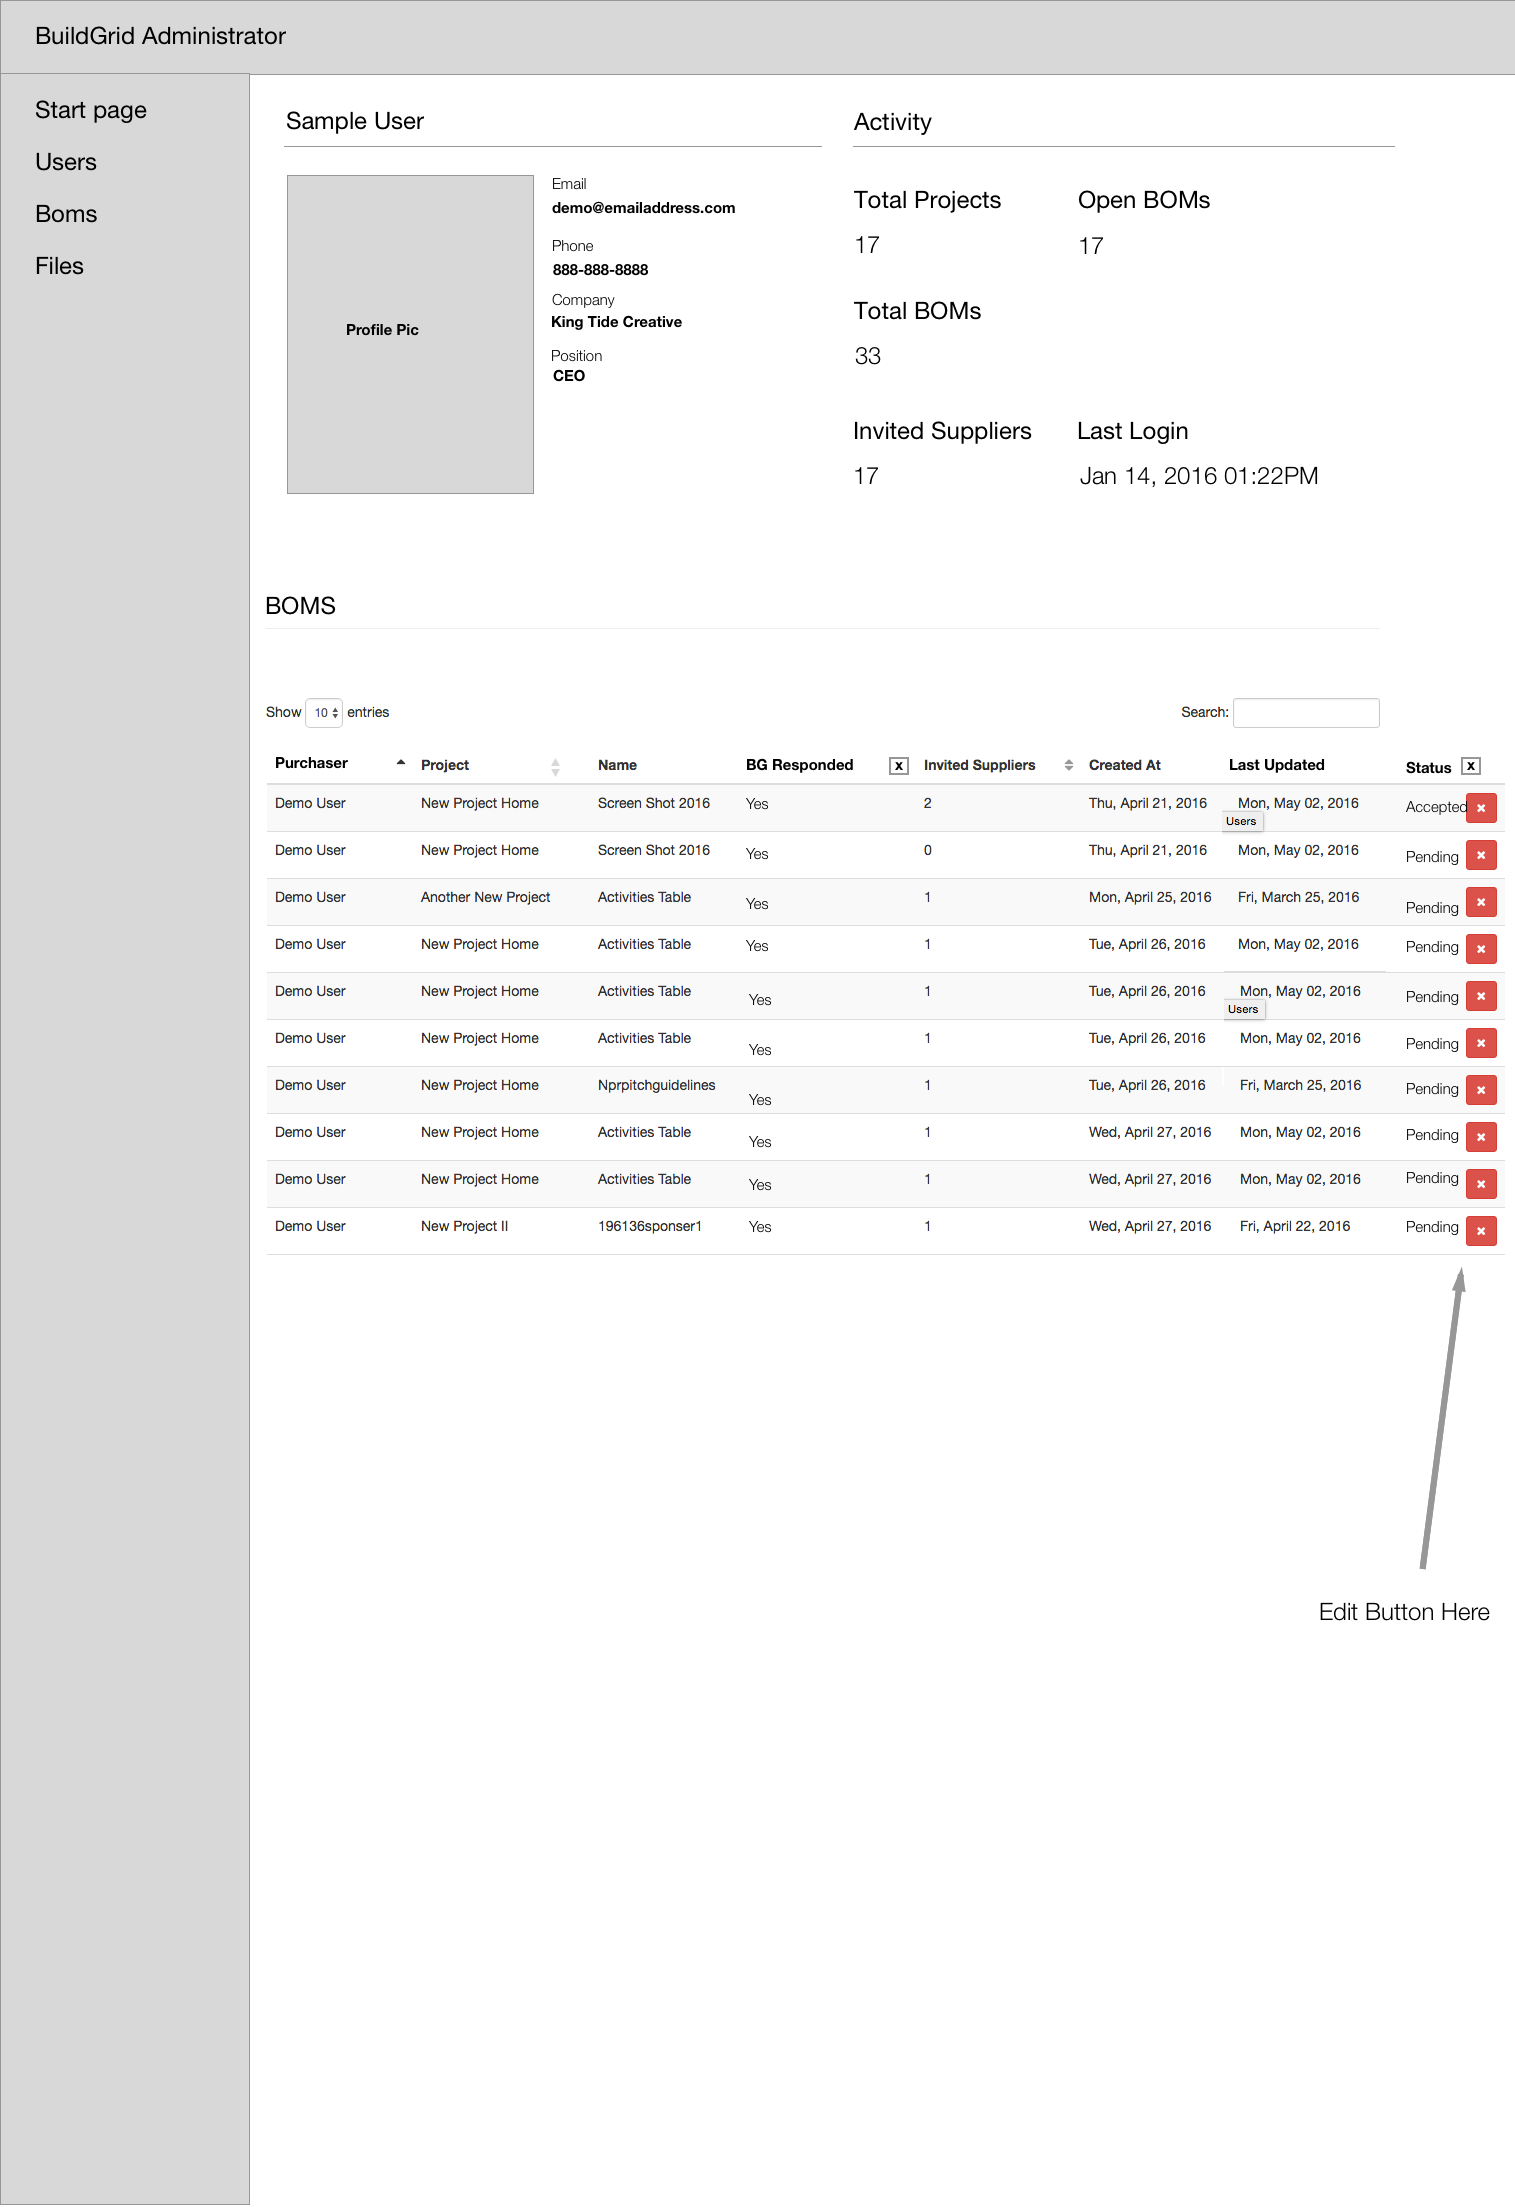 BuildGrid Administrator
Start page
Users
Boms
Files
Sample User
Profile Pic
Email
demo@emailaddress.com
Phone
888-888-8888
Company
King Tide Creative
Position
CEO
Activity
Total Projects Open BOMs
17 17
Total BOMs
33
Invited Suppliers Last Login
17 Jan 14, 2016 01:22PM
BOMS
Show 10 entries Search:
Purchaser Project Name BG Responded x Invited Suppliers Created At Last Updated Status x
Demo User New Project Home Screen Shot 2016 Yes 2 Thu, April 21, 2016 Mon, May 02, 2016 Accepted
Users
Demo User New Project Home Screen Shot 2016 Yes 0 Thu, April 21, 2016 Mon, May 02, 2016 Pending
Demo User Another New Project Activities Table Yes 1 Mon, April 25, 2016 Fri, March 25, 2016 Pending
Demo User New Project Home Activities Table Yes 1 Tue, April 26, 2016 Mon, May 02, 2016 Pending
Demo User New Project Home Activities Table Yes 1 Tue, April 26, 2016 Mon, May 02, 2016 Pending
Users
Demo User New Project Home Activities Table Yes 1 Tue, April 26, 2016 Mon, May 02, 2016 Pending
Demo User New Project Home Nprpitchguidelines Yes 1 Tue, April 26, 2016 Fri, March 25, 2016 Pending
Demo User New Project Home Activities Table Yes 1 Wed, April 27, 2016 Mon, May 02, 2016 Pending
Demo User New Project Home Activities Table Yes 1 Wed, April 27, 2016 Mon, May 02, 2016 Pending
Demo User New Project II 196136sponser1 Yes 1 Wed, April 27, 2016 Fri, April 22, 2016 Pending
Edit Button Here